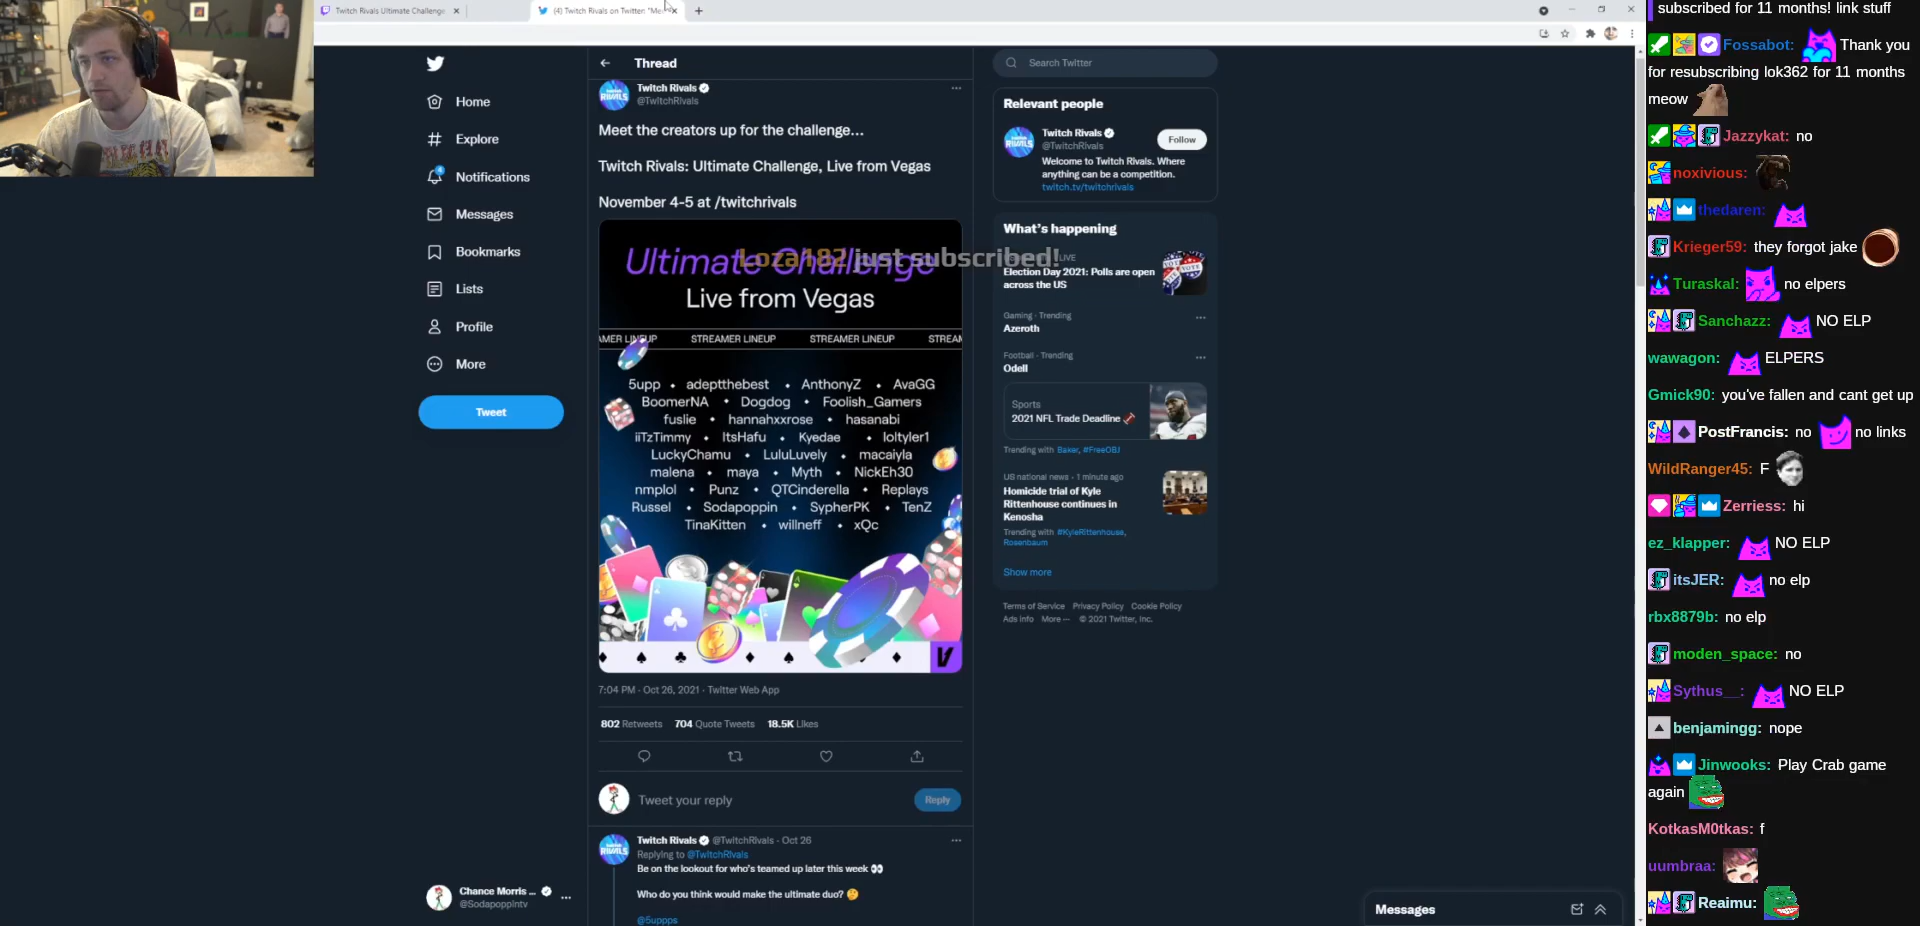 Twitch Rivals Ultimate Challenge
(4) Twitch Rivals on Twitter: "Me
Home
Explore
Notifications
Messages
Bookmarks
Lists
Profile
More
Tweet
Chance Morris ...
@Sodapoppintv
Thread
Twitch Rivals
@TwitchRivals
Meet the creators up for the challenge...
Twitch Rivals: Ultimate Challenge, Live from Vegas
November 4-5 at /twitchrivals
Loza182 just subscribed!
Ultimate Challenge
Live from Vegas
AMER LINEUP STREAMER LINEUP STREAMER LINEUP STREAM
5upp • adeptthebest • AnthonyZ • AvaGG
BoomerNA • Dogdog • Foolish_Gamers
fuslie • hannahxxrose • hasanabi
iiTzTimmy • ItsHafu • Kyedae • loltyler1
LuckyChamu • LuluLuvely • macaiyla
malena • maya • Myth • NickEh30
nmplol • Punz • QTCinderella • Replays
Russel • Sodapoppin • SypherPK • TenZ
TinaKitten • willneff • xQc
7:04 PM · Oct 26, 2021 · Twitter Web App
802 Retweets 704 Quote Tweets 18.5K Likes
Tweet your reply
Reply
Twitch Rivals @TwitchRivals · Oct 26
Replying to @TwitchRivals
Be on the lookout for who's teamed up later this week 👀
Who do you think would make the ultimate duo? 🤔
@5uppps
Search Twitter
Relevant people
Twitch Rivals
@TwitchRivals
Follow
Welcome to Twitch Rivals. Where
anything can be a competition.
twitch.tv/twitchrivals
What's happening
LIVE
Election Day 2021: Polls are open
across the US
VOTE
Gaming · Trending
Azeroth
Football · Trending
Odell
Sports
2021 NFL Trade Deadline 🏈
Trending with Baker, #FreeOBJ
US national news · 1 minute ago
Homicide trial of Kyle
Rittenhouse continues in
Kenosha
Trending with #KyleRittenhouse,
Rosenbaum
Show more
Terms of Service Privacy Policy Cookie Policy
Ads info More ··· © 2021 Twitter, Inc.
Messages
subscribed for 11 months! link stuff
Fossabot: Thank you
for resubscribing lok362 for 11 months
meow
Jazzykat: no
noxivious:
thedaren:
Krieger59: they forgot jake
Turaskal: no elpers
Sanchazz: NO ELP
wawagon: ELPERS
Gmick90: you've fallen and cant get up
PostFrancis: no no links
WildRanger45: F
Zerriess: hi
ez_klapper: NO ELP
itsJER: no elp
rbx8879b: no elp
moden_space: no
Sythus__: NO ELP
benjamingg: nope
Jinwooks: Play Crab game
again
KotkasM0tkas: f
uumbraa:
Reaimu: